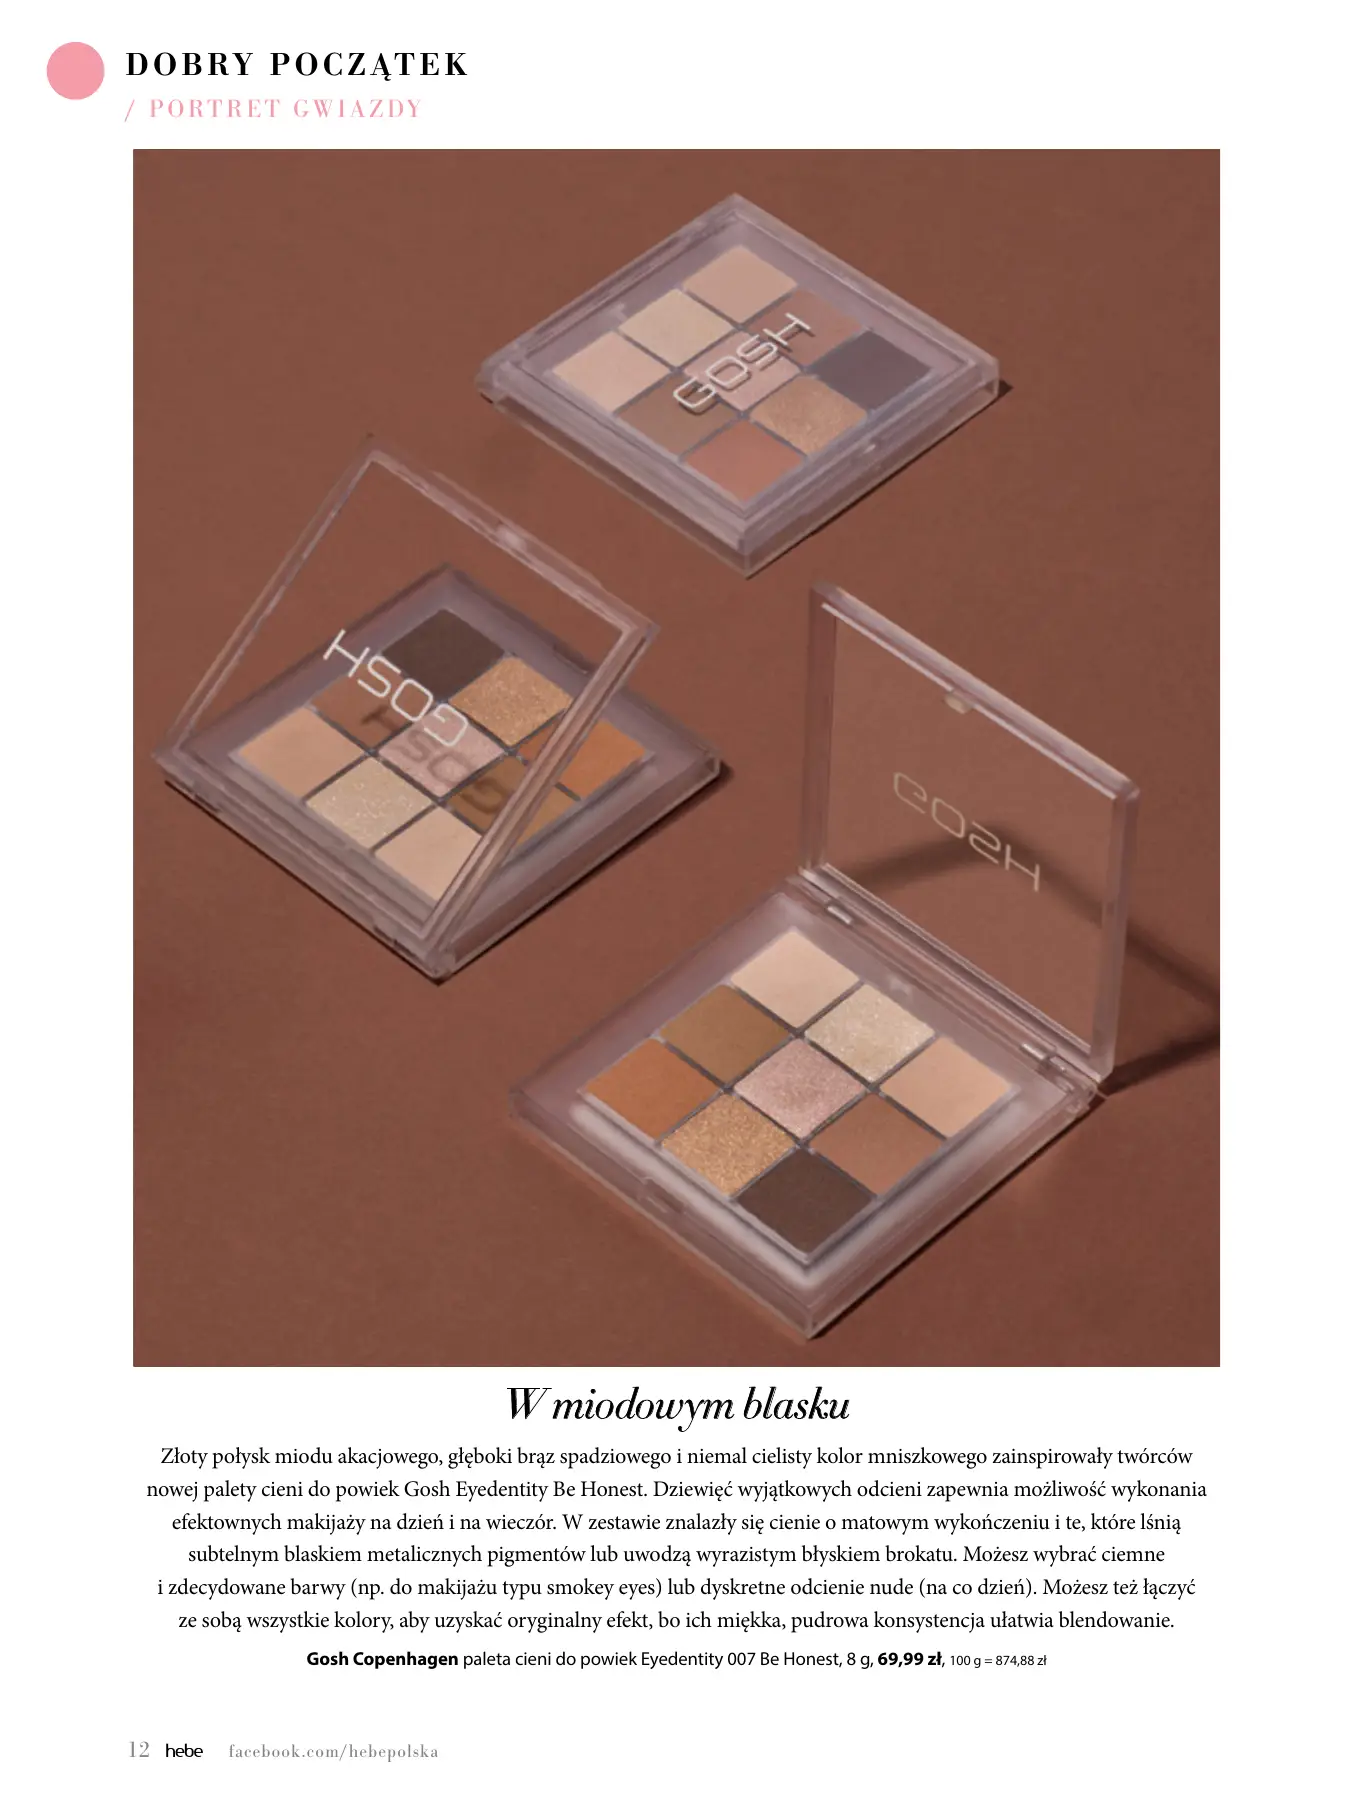 DOBRY POCZĄTEK
/ PORTRET GWIAZDY
GOSH
GOSH
GOSH
W miodowym blasku
Złoty połysk miodu akacjowego, głęboki brąz spadziowego i niemal cielisty kolor mniszkowego zainspirowały twórców
nowej palety cieni do powiek Gosh Eyedentity Be Honest. Dziewięć wyjątkowych odcieni zapewnia możliwość wykonania
efektownych makijaży na dzień i na wieczór. W zestawie znalazły się cienie o matowym wykończeniu i te, które lśnią
subtelnym blaskiem metalicznych pigmentów lub uwodzą wyrazistym błyskiem brokatu. Możesz wybrać ciemne
i zdecydowane barwy (np. do makijażu typu smokey eyes) lub dyskretne odcienie nude (na co dzień). Możesz też łączyć
ze sobą wszystkie kolory, aby uzyskać oryginalny efekt, bo ich miękka, pudrowa konsystencja ułatwia blendowanie.
Gosh Copenhagen paleta cieni do powiek Eyedentity 007 Be Honest, 8 g, 69,99 zł, 100 g = 874,88 zł
12 hebe facebook.com/hebepolska